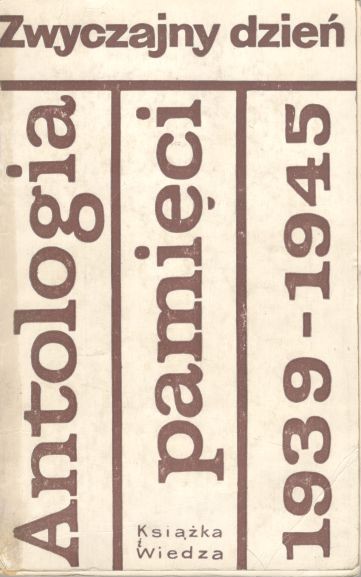 Zwyczajny dzień
Antologia
pamięci
1939-1945
Książka
i
Wiedza